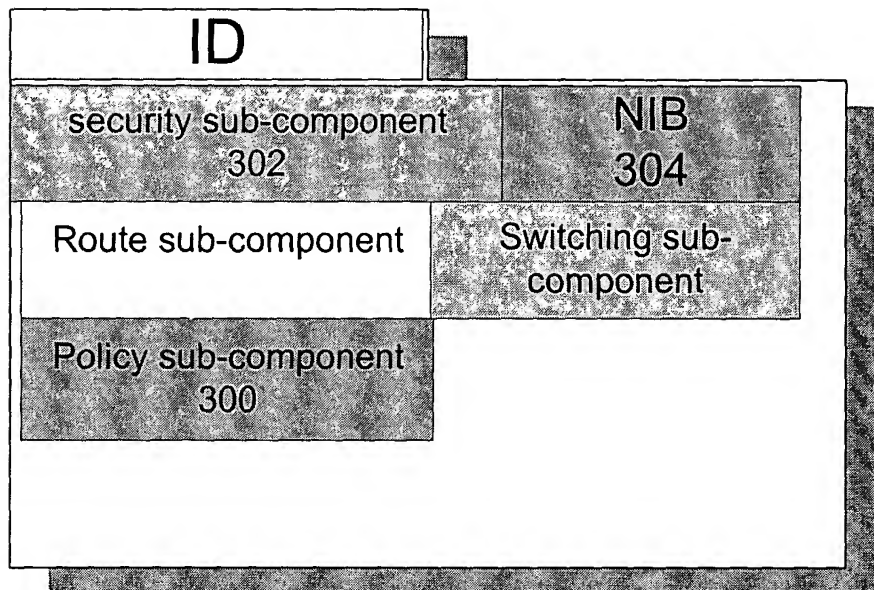 ID
security sub-component
302
NIB
304
Route sub-component
Switching sub-
component
Policy sub-component
300